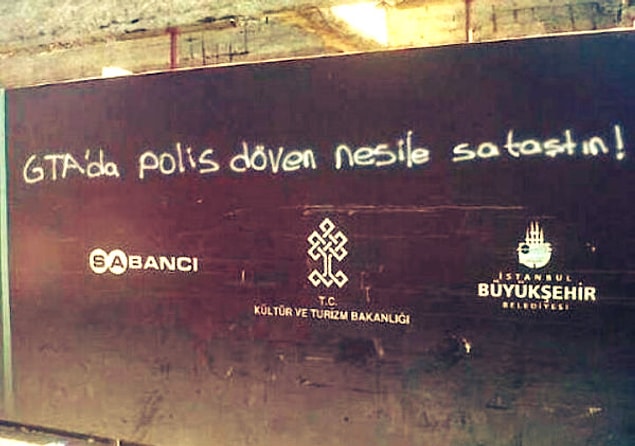 GTA'da polis döven nesile sataştın!
SABANCI
T.C.
KÜLTÜR VE TURİZM BAKANLIĞI
İSTANBUL
BÜYÜKŞEHİR
BELEDİYESİ